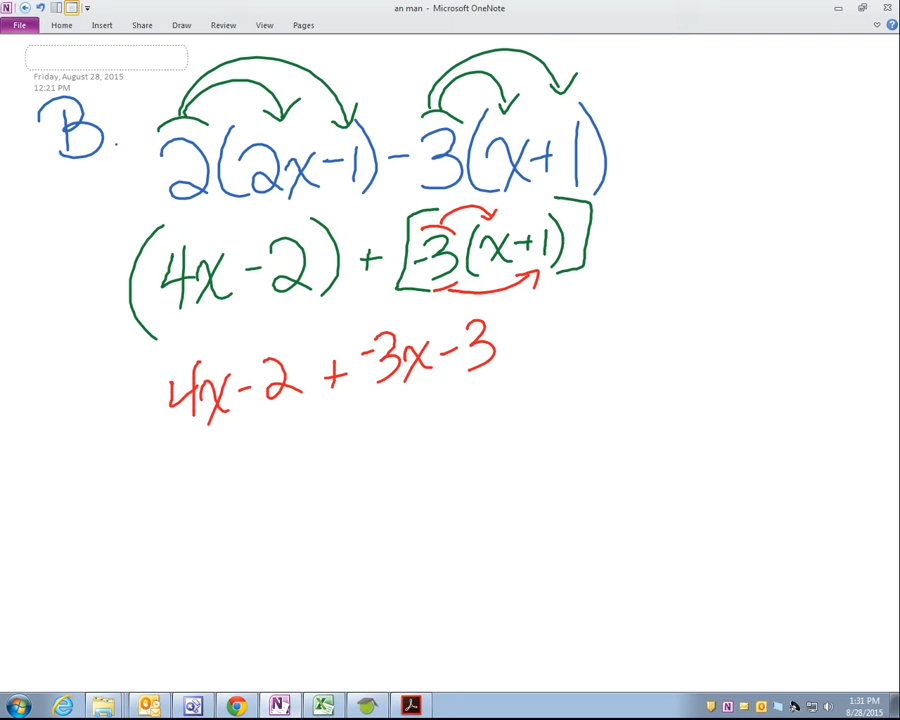 an man - Microsoft OneNote
File Home Insert Share Draw Review View Pages
Friday, August 28, 2015
12:21 PM
B. 2(2x-1)-3(x+1)
(4x-2)+[-3(x+1)]
4x-2+-3x-3
1:31 PM
8/28/2015